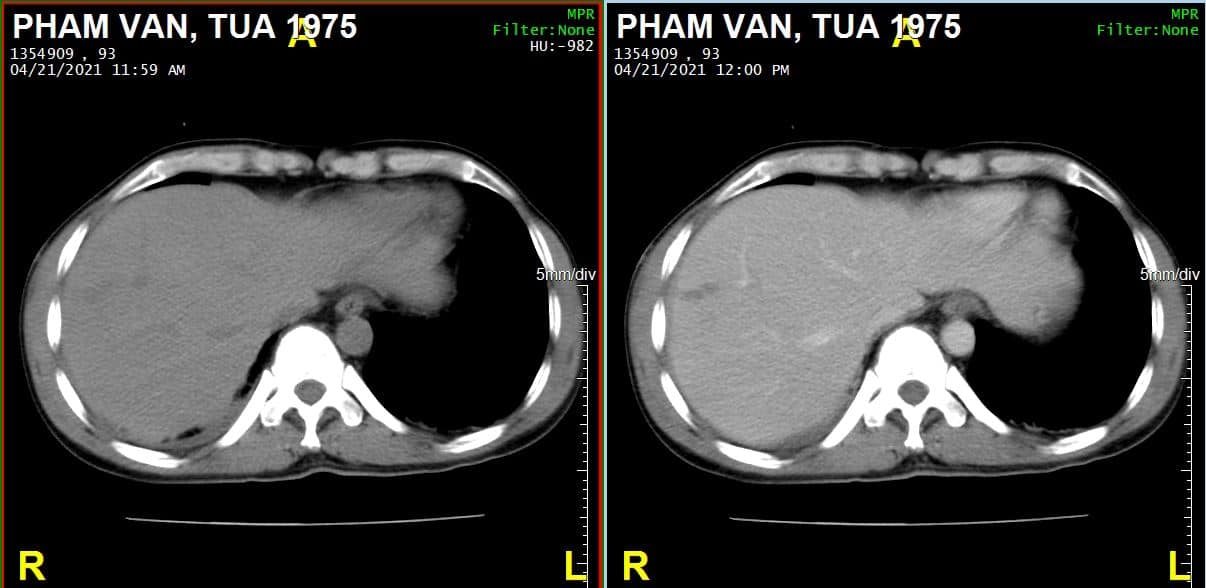 PHAM VAN, TUA 1975
A
MPR
Filter:None
HU:-982
1354909 , 93
04/21/2021 11:59 AM
5mm/div
R
L
PHAM VAN, TUA 1975
A
MPR
Filter:None
1354909 , 93
04/21/2021 12:00 PM
5mm/div
R
L